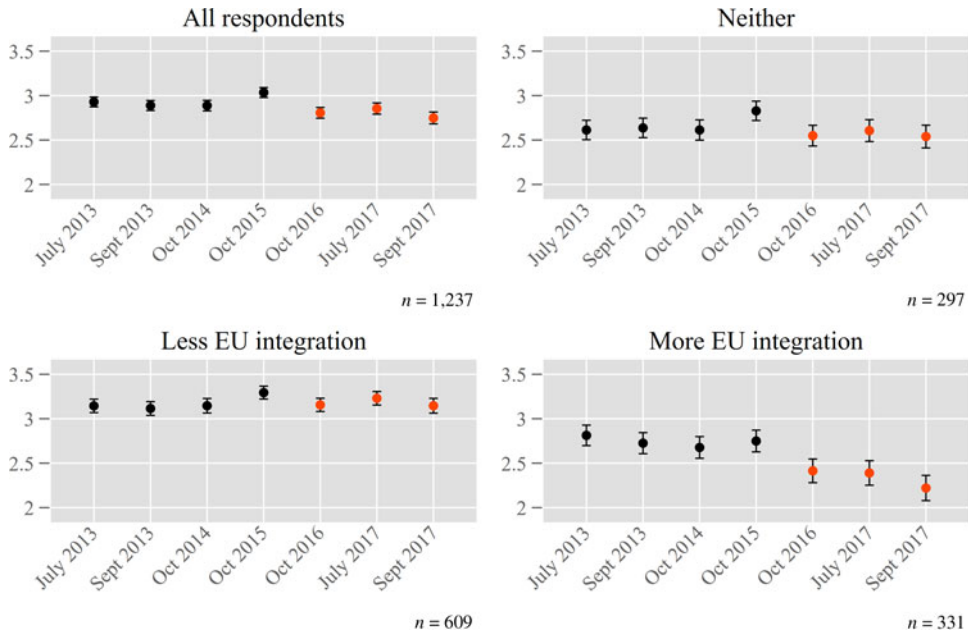 All respondents
3.5
3
2.5
2
July 2013
Sept 2013
Oct 2014
Oct 2015
Oct 2016
July 2017
Sept 2017
n = 1,237
Neither
3.5
3
2.5
2
July 2013
Sept 2013
Oct 2014
Oct 2015
Oct 2016
July 2017
Sept 2017
n = 297
Less EU integration
3.5
3
2.5
2
July 2013
Sept 2013
Oct 2014
Oct 2015
Oct 2016
July 2017
Sept 2017
n = 609
More EU integration
3.5
3
2.5
2
July 2013
Sept 2013
Oct 2014
Oct 2015
Oct 2016
July 2017
Sept 2017
n = 331